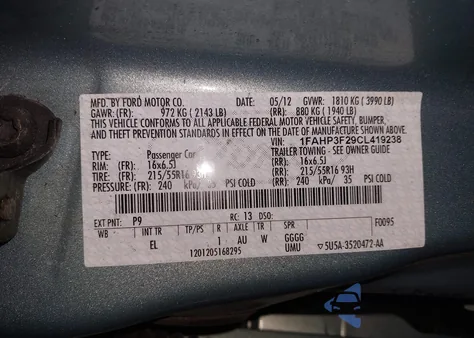 MFD. BY FORD MOTOR CO. DATE: 05/12 GVWR: 1810 KG (3990 LB)
GAWR:(FR): 972 KG (2143 LB) (RR): 880 KG (1940 LB)
THIS VEHICLE CONFORMS TO ALL APPLICABLE FEDERAL MOTOR VEHICLE SAFETY, BUMPER,
AND THEFT PREVENTION STANDARDS IN EFFECT ON THE DATE OF MANUFACTURE SHOWN ABOVE.
VIN: 1FAHP3F29CL419238
TYPE: Passenger Car TRAILER TOWING - SEE OWNER GUIDE
RIM: (FR): 16x6.5J (RR): 16x6.5J
TIRES: (FR): 215/55R16 93H (RR): 215/55R16 93H
PRESSURE: (FR): 240 kPa/ 35 PSI COLD (RR): 240 kPa/ 35 PSI COLD
EXT PNT: P9 RC: 13 DSO: F0095
WB INT TR TP/PS R AXLE TR SPR
EL 1 AU W GGGG
1201205168295 UMU ▽5U5A-3520472-AA